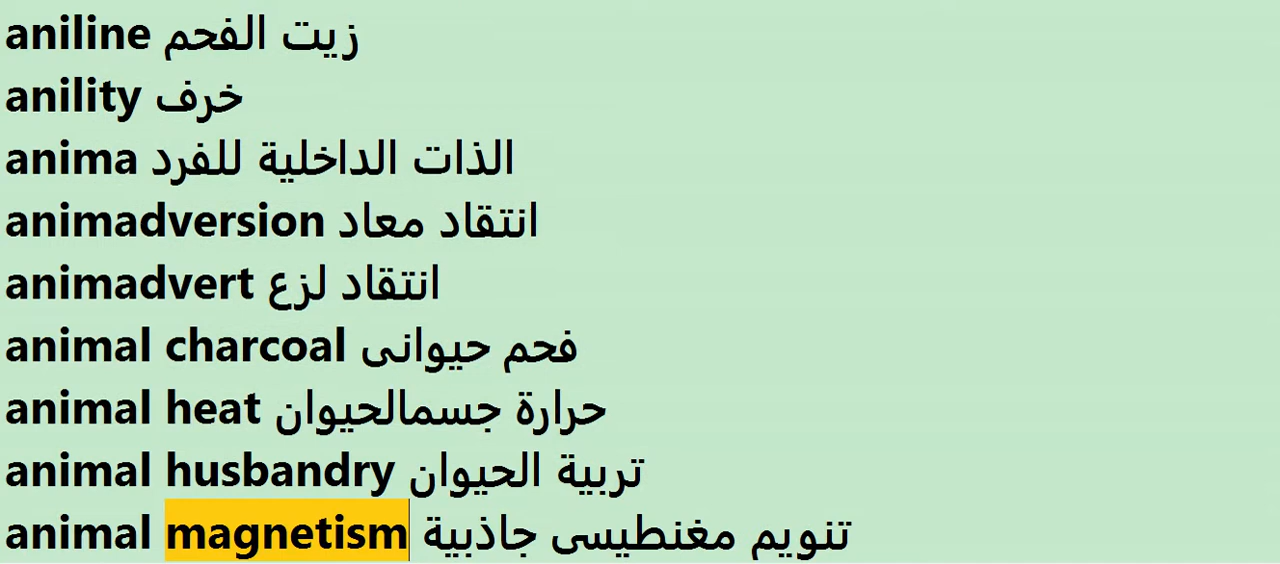 aniline زيت الفحم
anility خرف
anima الذات الداخلية للفرد
animadversion انتقاد معاد
animadvert انتقاد لزع
animal charcoal فحم حيوانى
animal heat حرارة جسمالحيوان
animal husbandry تربية الحيوان
animal magnetism تنويم مغنطيسى جاذبية